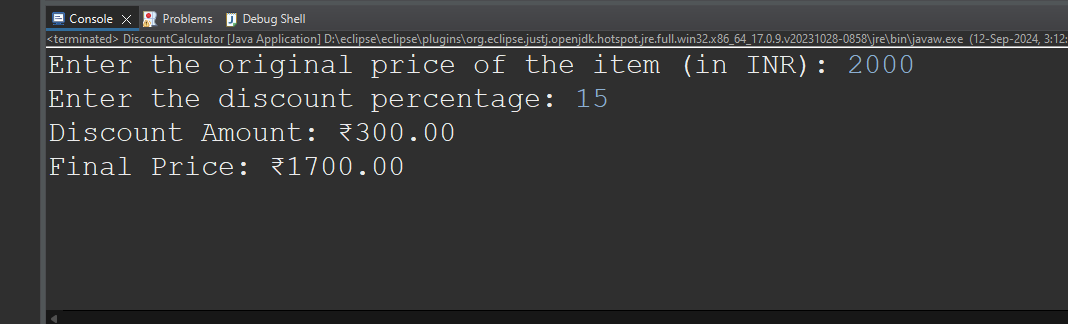 Console Problems Debug Shell
<terminated> DiscountCalculator [Java Application] D:\eclipse\eclipse\plugins\org.eclipse.justj.openjdk.hotspot.jre.full.win32.x86_64_17.0.9.v20231028-0858\jre\bin\javaw.exe (12-Sep-2024, 3:12:
Enter the original price of the item (in INR): 2000
Enter the discount percentage: 15
Discount Amount: ₹300.00
Final Price: ₹1700.00